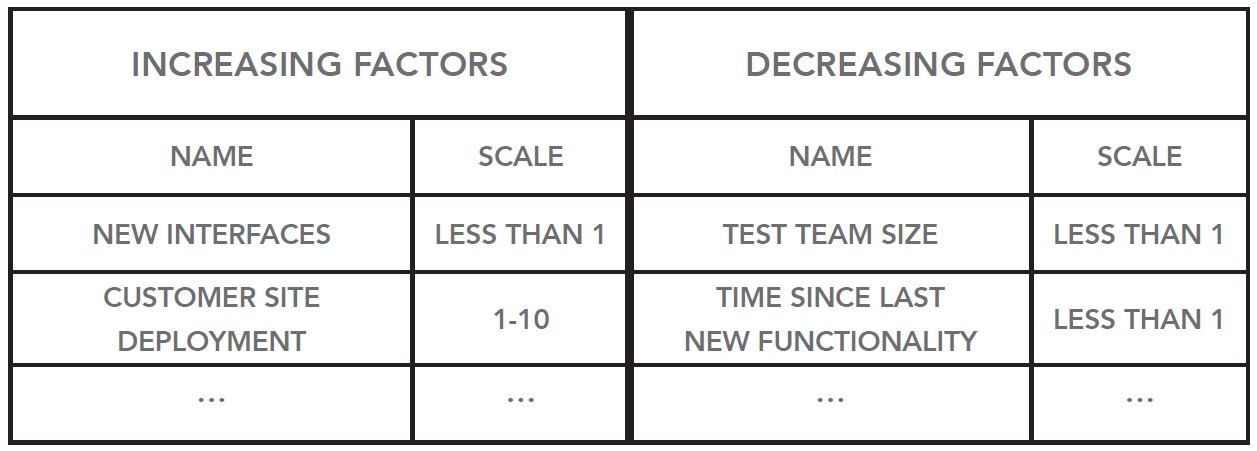 INCREASING FACTORS
DECREASING FACTORS
NAME
SCALE
NAME
SCALE
NEW INTERFACES
LESS THAN 1
TEST TEAM SIZE
LESS THAN 1
CUSTOMER SITE
DEPLOYMENT
1-10
TIME SINCE LAST
NEW FUNCTIONALITY
LESS THAN 1
...
...
...
...